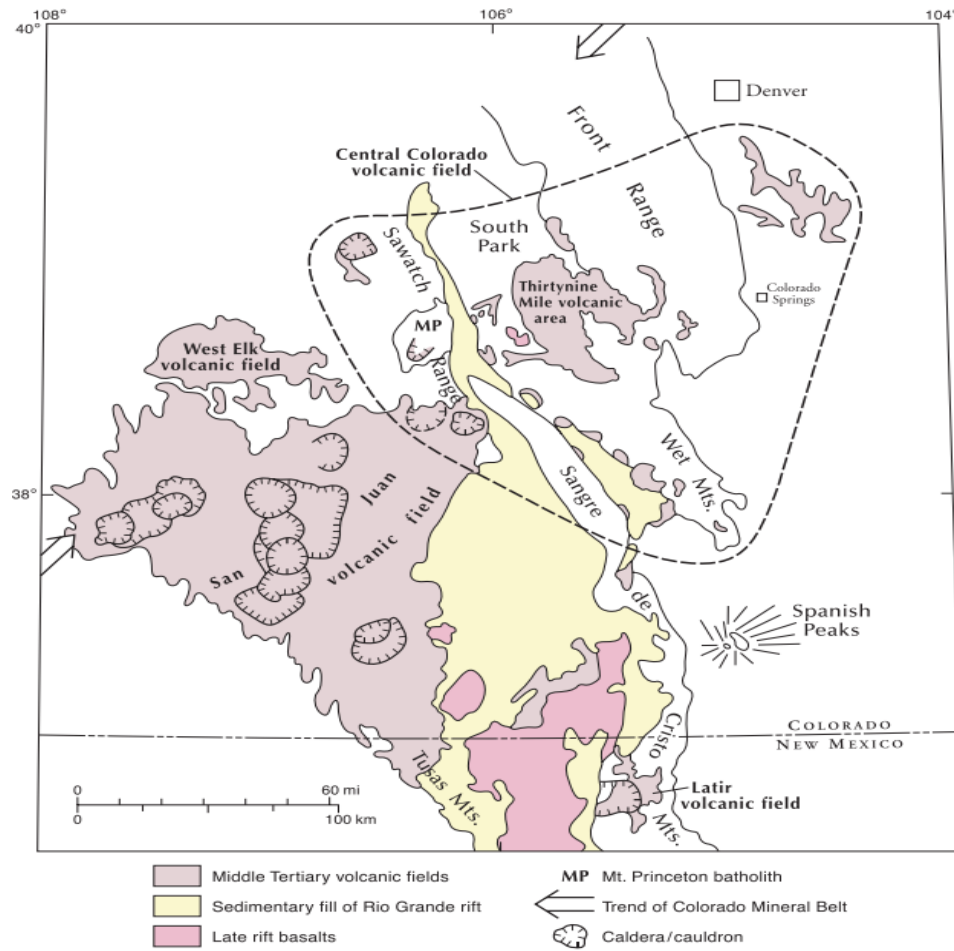 108°
106°
104°
40°
Denver
Front
Range
Central Colorado
volcanic field
South
Park
Sawatch
Range
Thirtynine
Mile volcanic
area
Colorado
Springs
MP
West Elk
volcanic field
38°
Wet
Mts.
San
Juan
volcanic field
Sangre
de
Cristo
Mts.
Spanish
Peaks
COLORADO
NEW MEXICO
Tusas Mts.
Latir
volcanic field
0 60 mi
0 100 km
Middle Tertiary volcanic fields
Sedimentary fill of Rio Grande rift
Late rift basalts
MP Mt. Princeton batholith
Trend of Colorado Mineral Belt
Caldera/cauldron